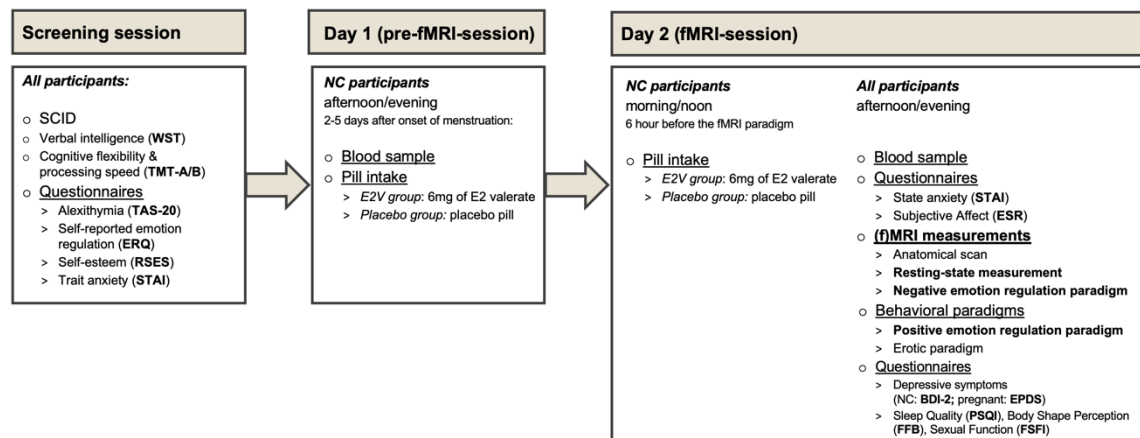 Screening session
All participants:
○ SCID
○ Verbal intelligence (WST)
○ Cognitive flexibility &
processing speed (TMT-A/B)
○ Questionnaires
> Alexithymia (TAS-20)
> Self-reported emotion
regulation (ERQ)
> Self-esteem (RSES)
> Trait anxiety (STAI)
Day 1 (pre-fMRI-session)
NC participants
afternoon/evening
2-5 days after onset of menstruation:
○ Blood sample
○ Pill intake
> E2V group: 6mg of E2 valerate
> Placebo group: placebo pill
Day 2 (fMRI-session)
NC participants
morning/noon
6 hour before the fMRI paradigm
○ Pill intake
> E2V group: 6mg of E2 valerate
> Placebo group: placebo pill
All participants
afternoon/evening
○ Blood sample
○ Questionnaires
> State anxiety (STAI)
> Subjective Affect (ESR)
○ (f)MRI measurements
> Anatomical scan
> Resting-state measurement
> Negative emotion regulation paradigm
○ Behavioral paradigms
> Positive emotion regulation paradigm
> Erotic paradigm
○ Questionnaires
> Depressive symptoms
(NC: BDI-2; pregnant: EPDS)
> Sleep Quality (PSQI), Body Shape Perception
(FFB), Sexual Function (FSFI)